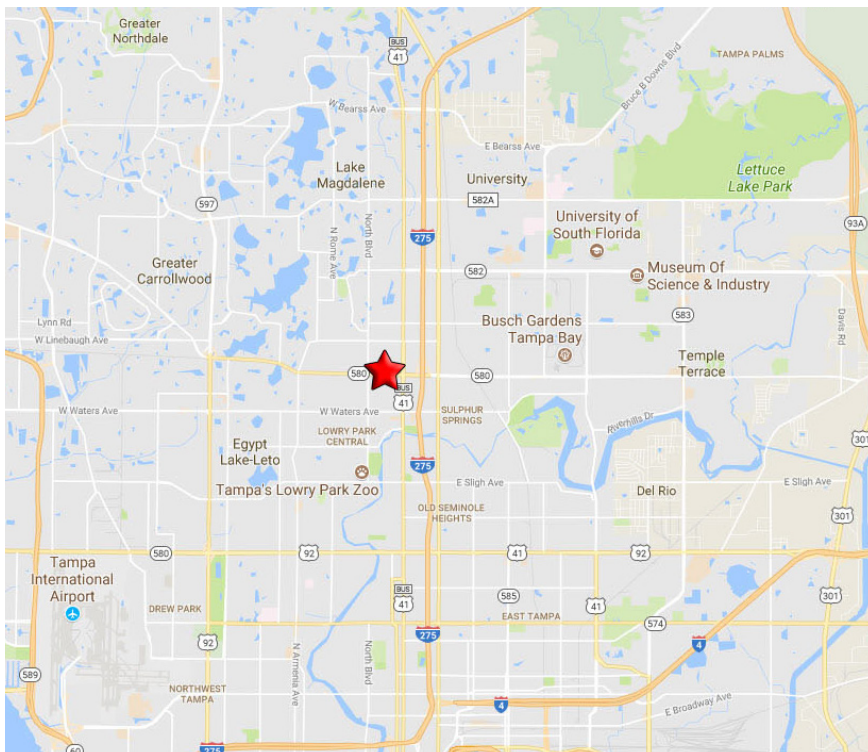 Greater
Northdale
BUS
41
TAMPA PALMS
Bruce B Downs Blvd
W Bearss Ave
E Bearss Ave
Lake
Magdalene
University
Lettuce
Lake Park
582A
597
North Blvd
N Rome Ave
275
University of
South Florida
93A
Greater
Carrollwood
582
Museum Of
Science & Industry
583
Davis Rd
Lynn Rd
W Linebaugh Ave
Busch Gardens
Tampa Bay
Temple
Terrace
580
580
BUS
41
W Waters Ave
SULPHUR
SPRINGS
Riverhills Dr
LOWRY PARK
CENTRAL
301
Egypt
Lake-Leto
275
Tampa's Lowry Park Zoo
E Sligh Ave
E Sligh Ave
Del Rio
OLD SEMINOLE
HEIGHTS
301
580
92
41
92
Tampa
International
Airport
BUS
41
585
41
301
DREW PARK
EAST TAMPA
574
92
275
4
N Armenia Ave
North Blvd
589
NORTHWEST
TAMPA
4
E Broadway Ave
60
275